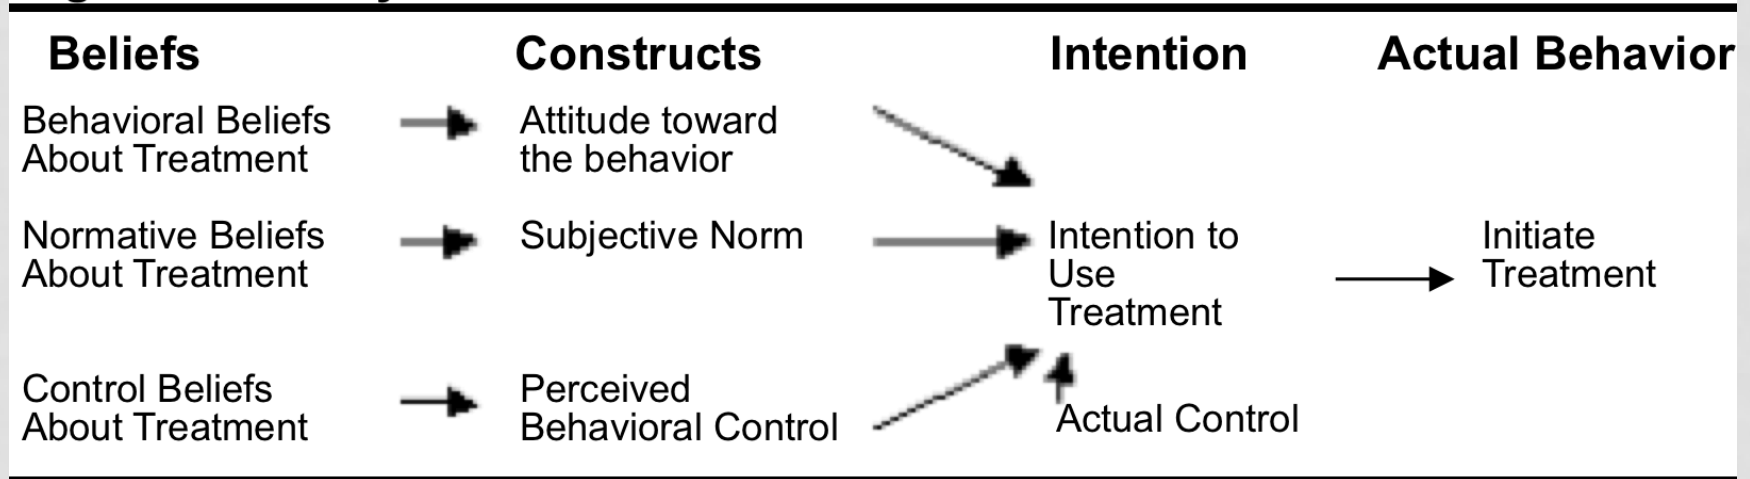 Beliefs Constructs Intention Actual Behavior
Behavioral Beliefs
About Treatment
Attitude toward
the behavior
Normative Beliefs
About Treatment
Subjective Norm
Intention to
Use
Treatment
Initiate
Treatment
Control Beliefs
About Treatment
Perceived
Behavioral Control
Actual Control